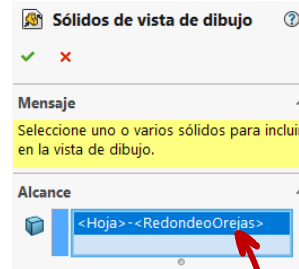 Sólidos de vista de dibujo
Mensaje
Seleccione uno o varios sólidos para incluir
en la vista de dibujo.
Alcance
<Hoja>-<RedondeoOrejas>